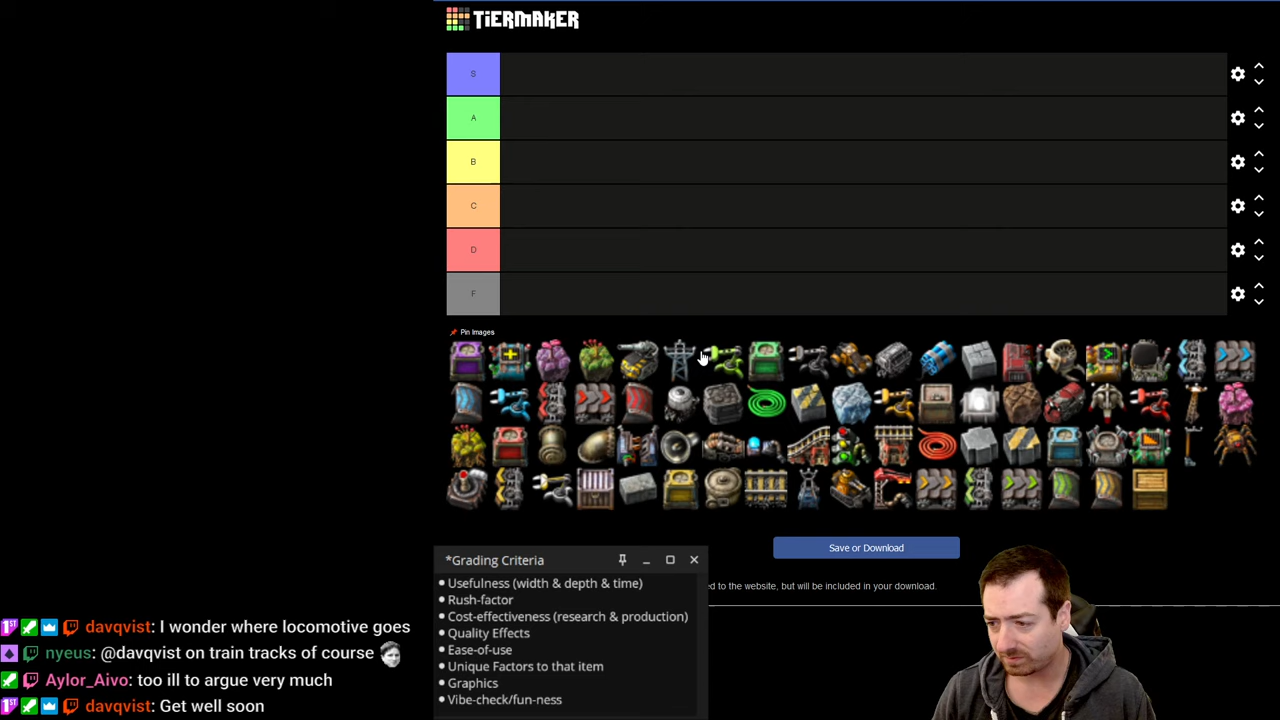 TiERMAKER
S
A
B
C
D
F
Pin Images
Save or Download
ed to the website, but will be included in your download.
*Grading Criteria
Usefulness (width & depth & time)
Rush-factor
Cost-effectiveness (research & production)
Quality Effects
Ease-of-use
Unique Factors to that item
Graphics
Vibe-check/fun-ness
1st davqvist: I wonder where locomotive goes
nyeus: @davqvist on train tracks of course
Aylor_Aivo: too ill to argue very much
1st davqvist: Get well soon